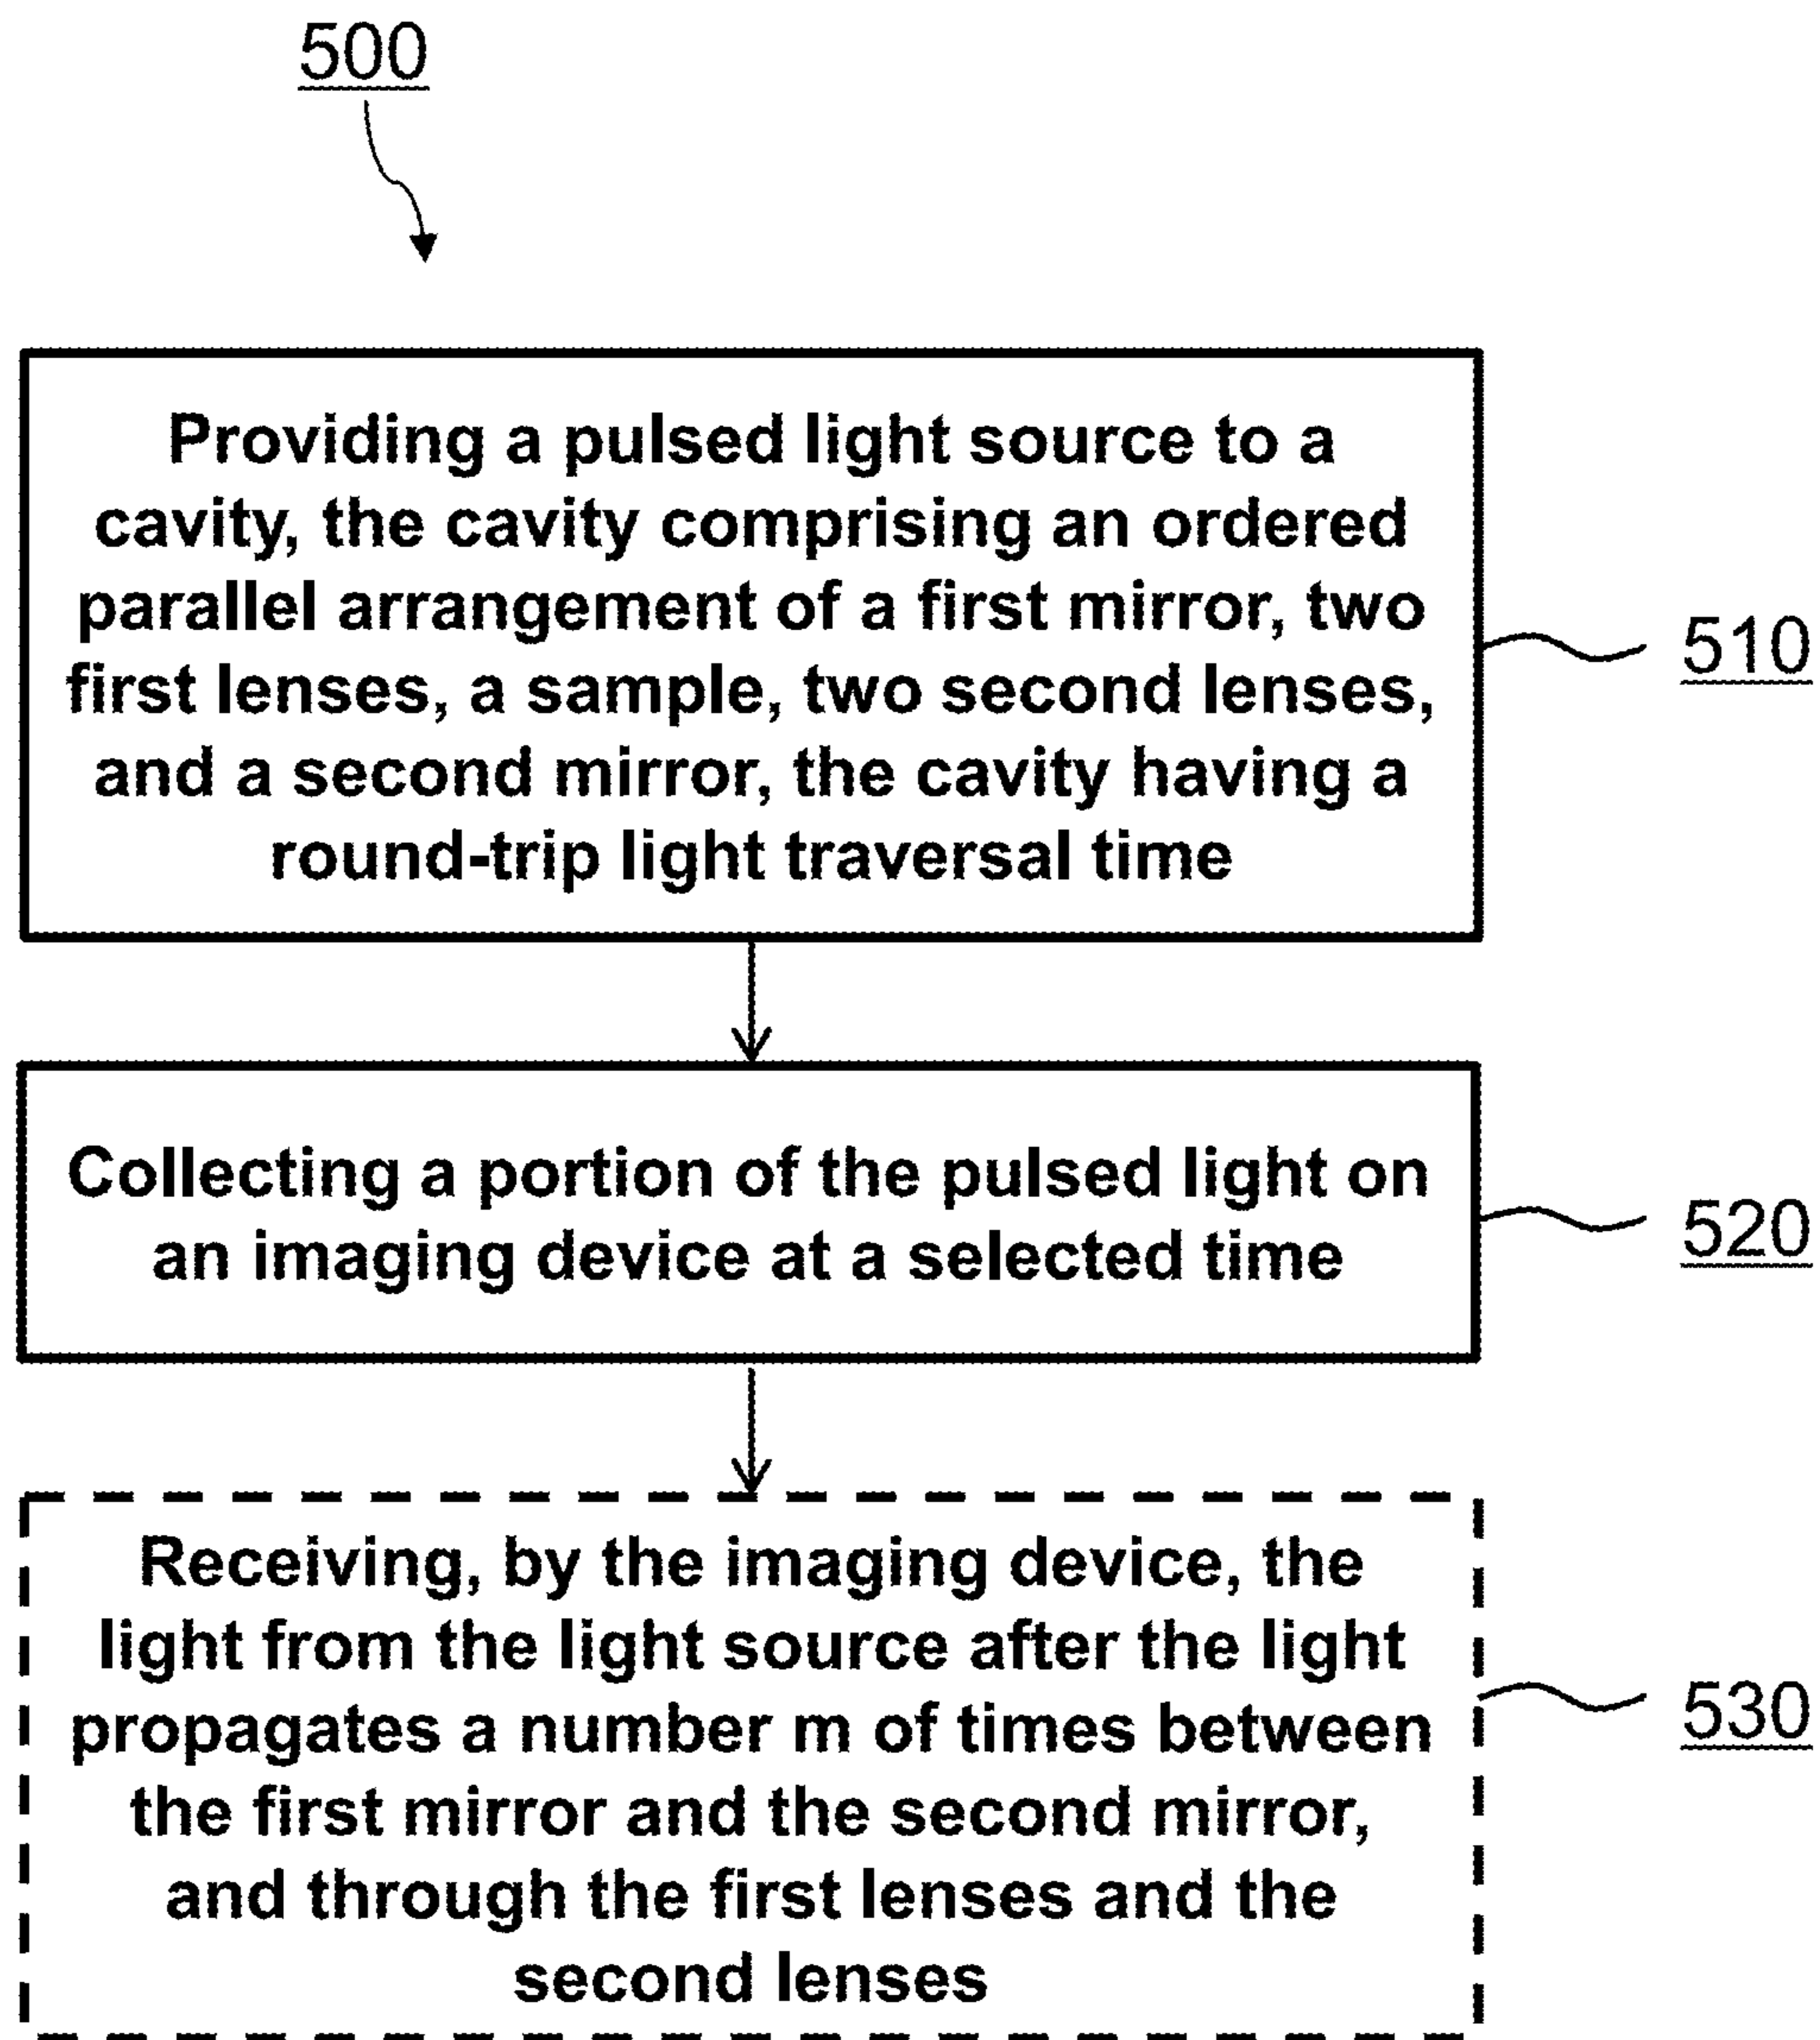 500
Providing a pulsed light source to a
cavity, the cavity comprising an ordered
parallel arrangement of a first mirror, two
first lenses, a sample, two second lenses,
and a second mirror, the cavity having a
round-trip light traversal time
510
Collecting a portion of the pulsed light on
an imaging device at a selected time
520
Receiving, by the imaging device, the
light from the light source after the light
propagates a number m of times between
the first mirror and the second mirror,
and through the first lenses and the
second lenses
530